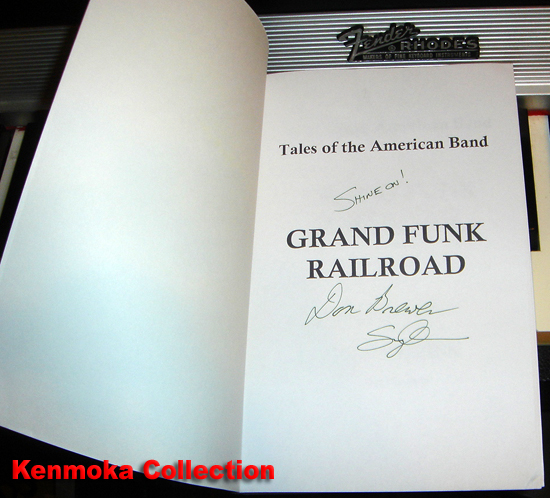 Fender
RHODES
Tales of the American Band
SHINE ON!
GRAND FUNK
RAILROAD
Don Brewer
Kenmoka Collection